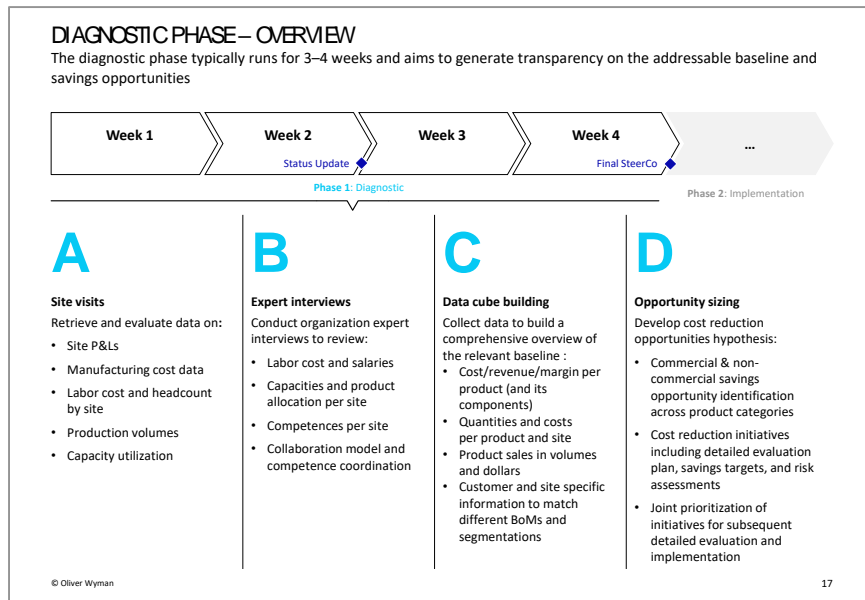 DIAGNOSTIC PHASE – OVERVIEW
The diagnostic phase typically runs for 3–4 weeks and aims to generate transparency on the addressable baseline and
savings opportunities
Week 1
Week 2
Week 3
Week 4
...
Status Update
Final SteerCo
Phase 1: Diagnostic
Phase 2: Implementation
A
Site visits
Retrieve and evaluate data on:
• Site P&Ls
• Manufacturing cost data
• Labor cost and headcount
by site
• Production volumes
• Capacity utilization
B
Expert interviews
Conduct organization expert
interviews to review:
• Labor cost and salaries
• Capacities and product
allocation per site
• Competences per site
• Collaboration model and
competence coordination
C
Data cube building
Collect data to build a
comprehensive overview of
the relevant baseline :
• Cost/revenue/margin per
product (and its
components)
• Quantities and costs
per product and site
• Product sales in volumes
and dollars
• Customer and site specific
information to match
different BoMs and
segmentations
D
Opportunity sizing
Develop cost reduction
opportunities hypothesis:
• Commercial & non-
commercial savings
opportunity identification
across product categories
• Cost reduction initiatives
including detailed evaluation
plan, savings targets, and risk
assessments
• Joint prioritization of
initiatives for subsequent
detailed evaluation and
implementation
© Oliver Wyman
17